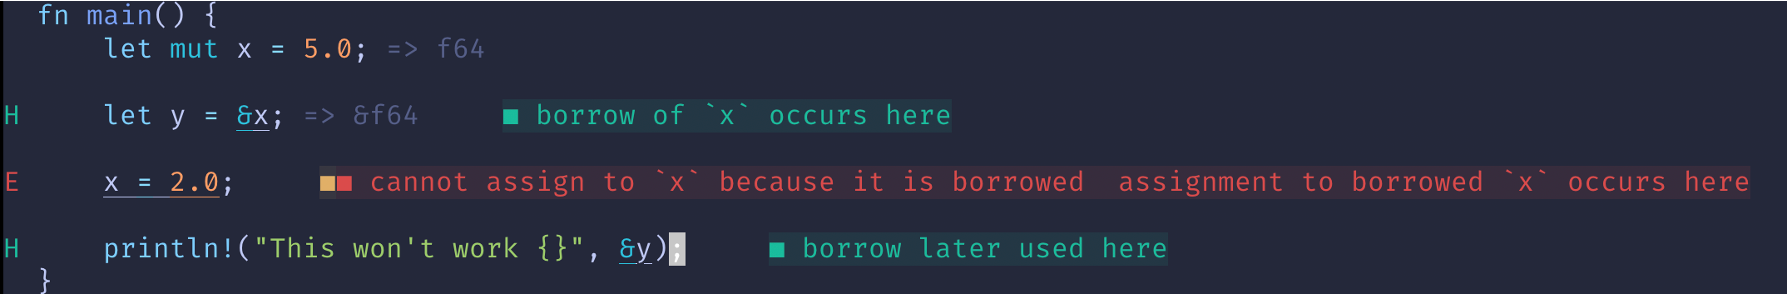 fn main() {
let mut x = 5.0; => f64
H let y = &x; => &f64 ■ borrow of `x` occurs here
E x = 2.0; ■■ cannot assign to `x` because it is borrowed  assignment to borrowed `x` occurs here
H println!("This won't work {}", &y); ■ borrow later used here
}